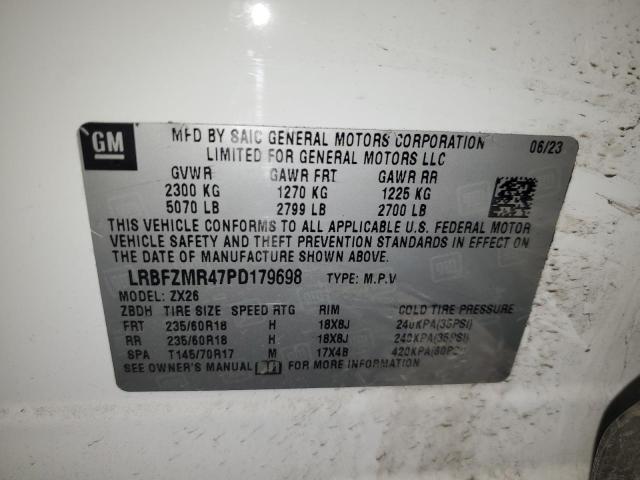 GM
MFD BY SAIC GENERAL MOTORS CORPORATION 06/23
LIMITED FOR GENERAL MOTORS LLC
GVWR GAWR FRT GAWR RR
2300 KG 1270 KG 1225 KG
5070 LB 2799 LB 2700 LB
THIS VEHICLE CONFORMS TO ALL APPLICABLE U.S. FEDERAL MOTOR
VEHICLE SAFETY AND THEFT PREVENTION STANDARDS IN EFFECT ON
THE DATE OF MANUFACTURE SHOWN ABOVE.
LRBFZMR47PD179698 TYPE: M.P.V
MODEL: ZX26
ZBDH TIRE SIZE SPEED RTG RIM COLD TIRE PRESSURE
FRT 235/60R18 H 18X8J 240KPA(35PSI)
RR 235/60R18 H 18X8J 240KPA(35PSI)
SPA T145/70R17 M 17X4B 420KPA(60PSI)
SEE OWNER'S MANUAL FOR MORE INFORMATION